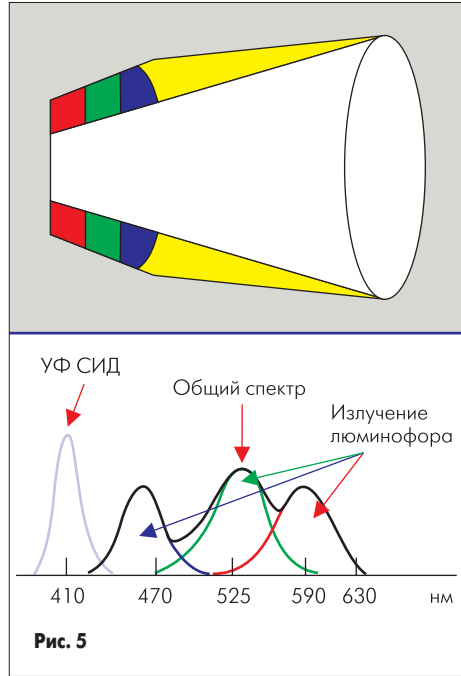 УФ СИД
Общий спектр
Излучение
люминофора
410 470 525 590 630 нм
Рис. 5